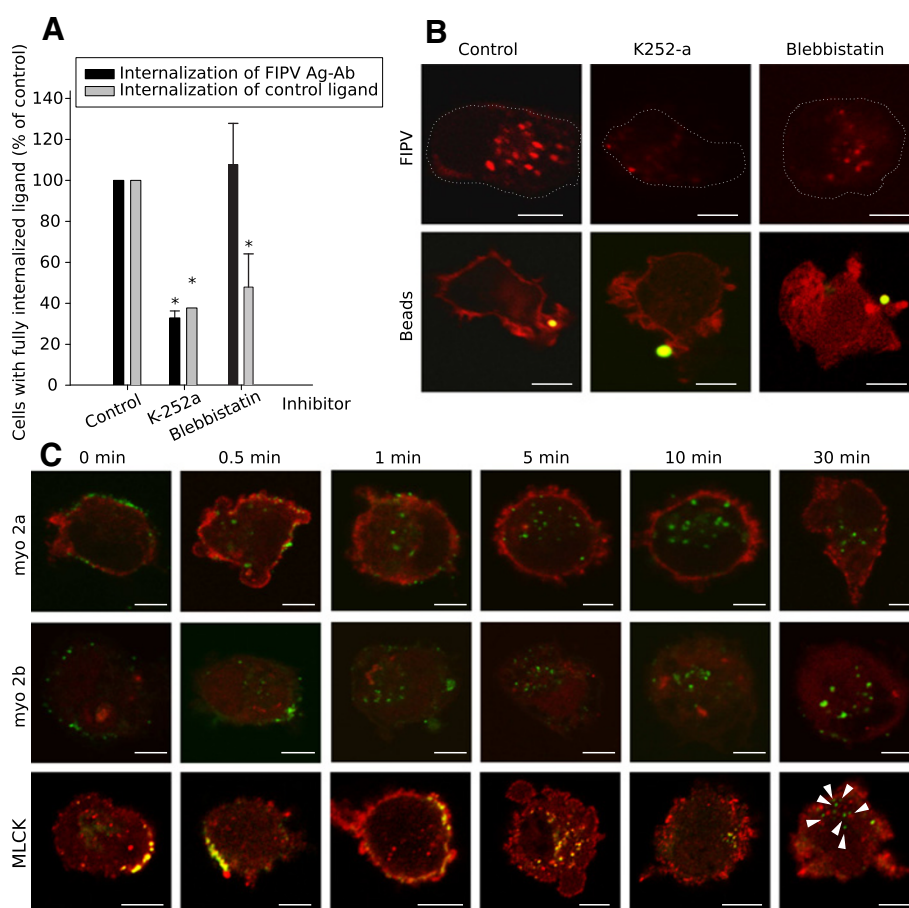 A
Internalization of FIPV Ag-Ab
Internalization of control ligand
Cells with fully internalized ligand (% of control)
140
120
100
80
60
40
20
0
*
*
*
Control
K-252a
Blebbistatin
Inhibitor
B
Control K252-a Blebbistatin
FIPV
Beads
C
0 min 0.5 min 1 min 5 min 10 min 30 min
myo 2a
myo 2b
MLCK